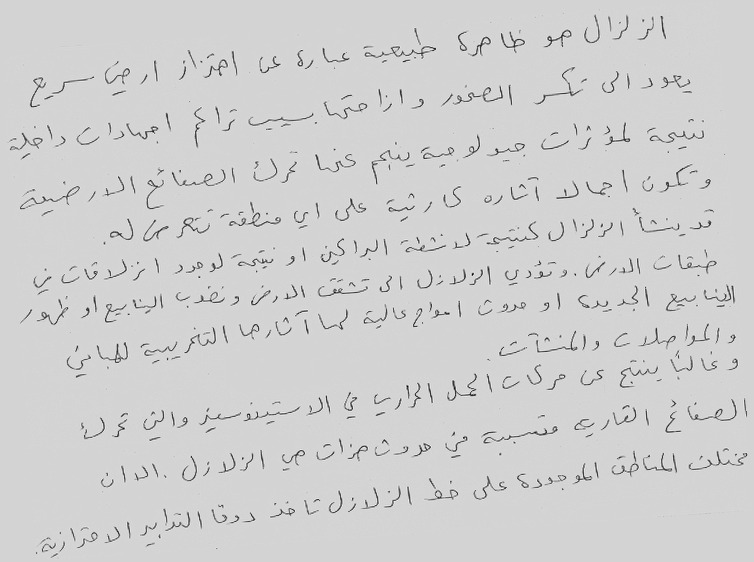 الزلزال هو ظاهرة طبيعية عبارة عن اهتزاز ارضي سريع
يعود الى تكسر الصخور وازاحتها بسبب تراكم اجهادات داخلية
نتيجة لمؤثرات جيولوجية ينجم عنها تحرك الصفائح الارضية
وتكون اجمالا آثاره كارثية على اي منطقة تتعرض له.
قد ينشأ الزلزال كنتيجة لانشطة البراكين او نتيجة لوجود انزلاقات في
طبقات الارض. وتؤدي الزلازل الى تشقق الارض ونضوب الينابيع او ظهور
الينابيع الجديدة او حدوث امواج عالية لها آثارها التخريبية للمباني
والمواصلات والمنشآت.
وغالبا ينتج عن حركات الحمل الحراري في الاستينوسفير والتي تحرك
الصفائح القارية متسببة في حدوث هزات هي الزلازل. الا ان
مختلف المناطق الموجودة على خط الزلازل تاخذ دوما التدابير الاحترازية.